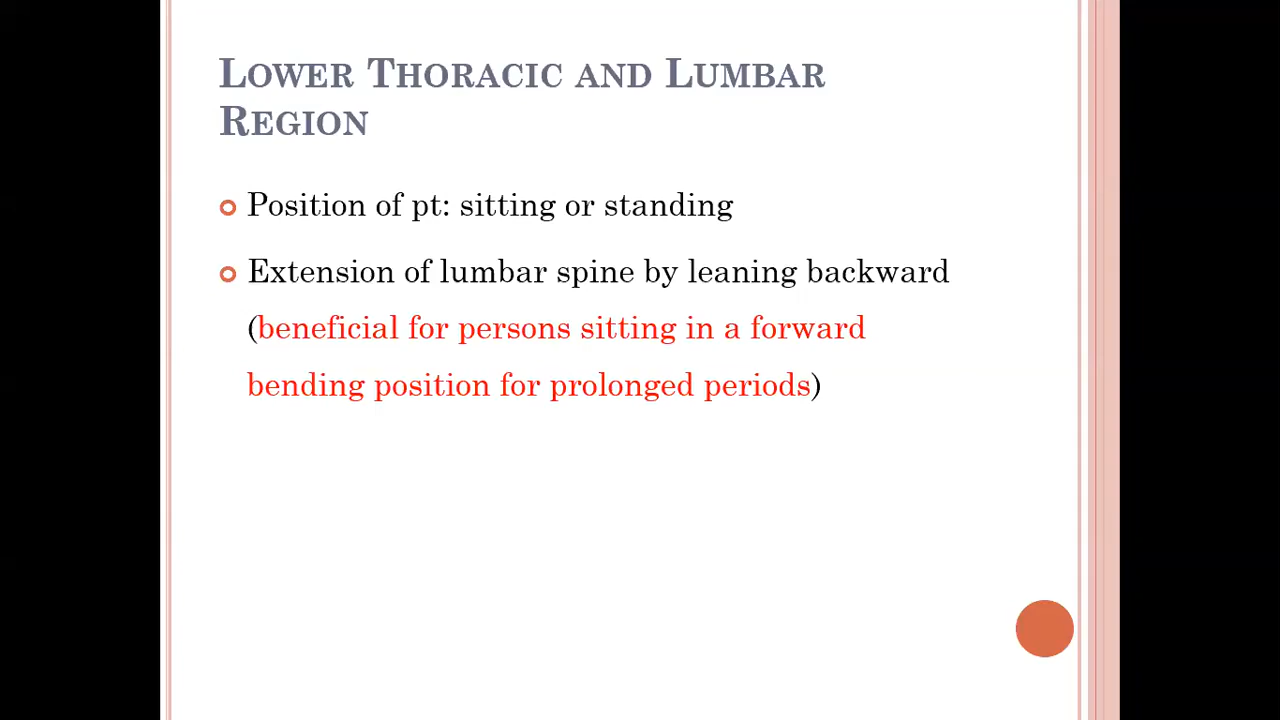 Lower Thoracic and Lumbar
Region
Position of pt: sitting or standing
Extension of lumbar spine by leaning backward
(beneficial for persons sitting in a forward
bending position for prolonged periods)